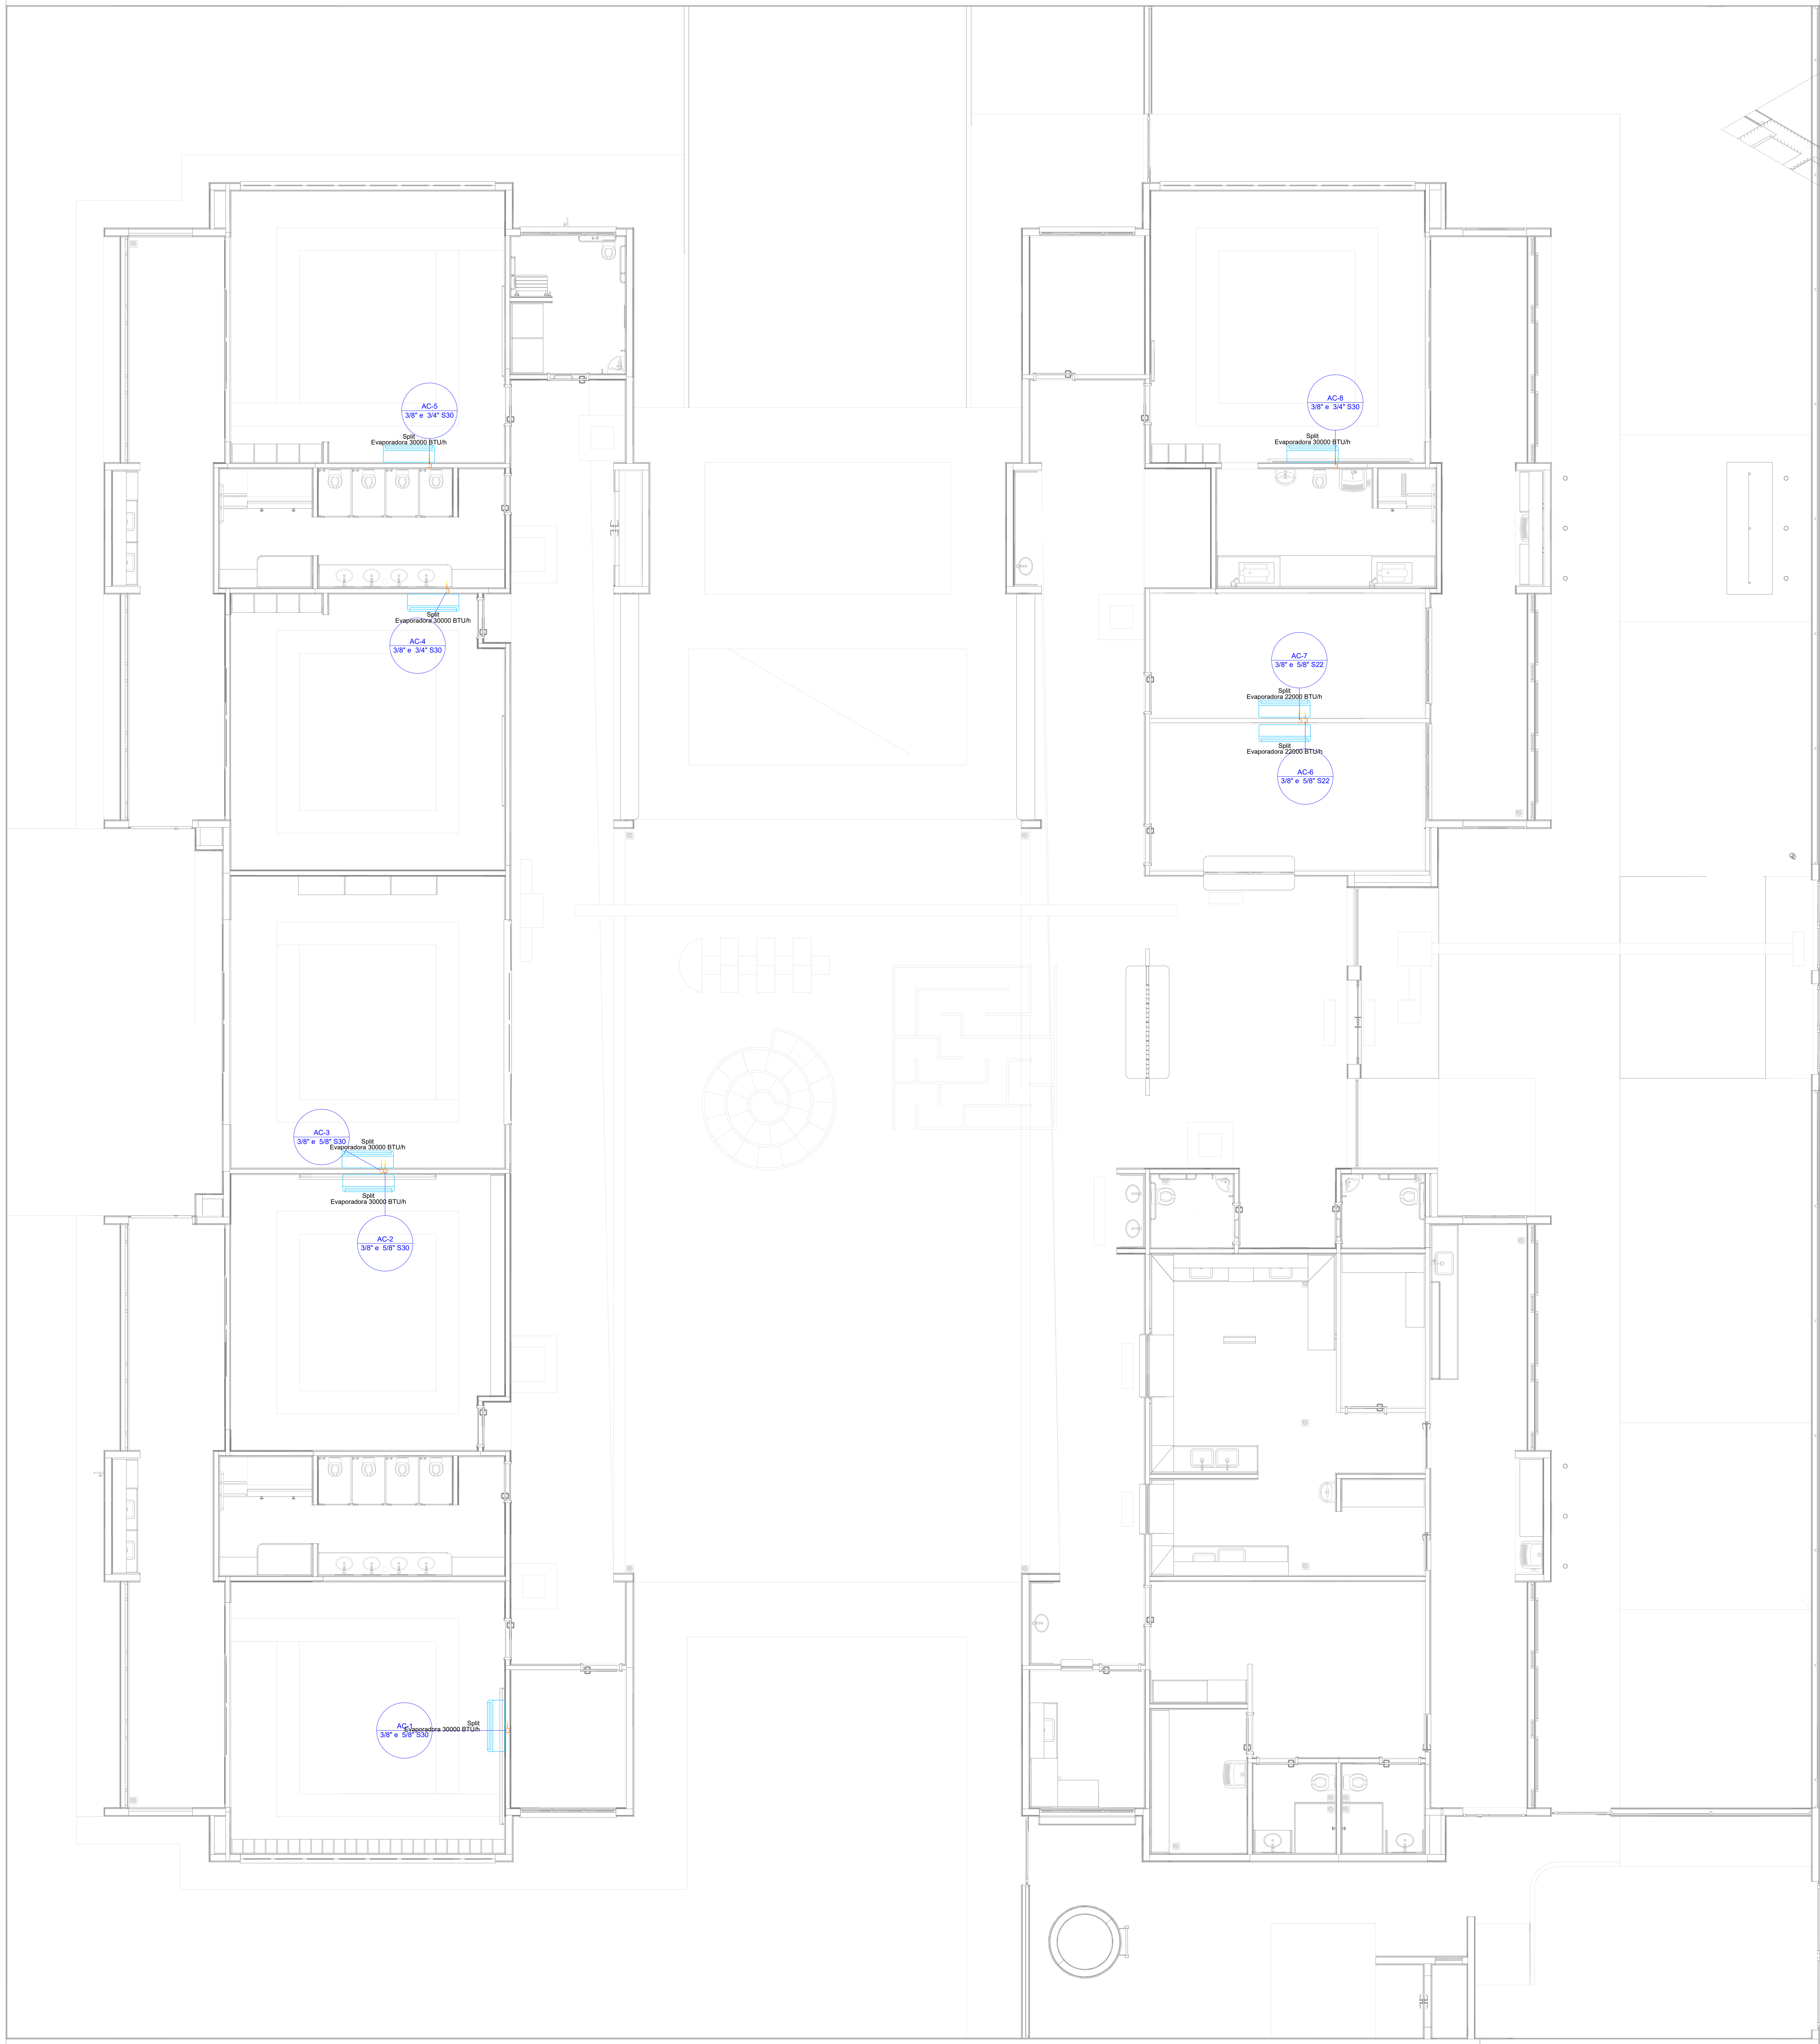 AC-8
3/8" e 3/4" S30
AC-5
3/8" e 3/4" S30
Split
Evaporadora 30000 BTU/h
Split
Evaporadora 30000 BTU/h
Split
Evaporadora 30000 BTU/h
AC-4
3/8" e 3/4" S30
AC-7
3/8" e 5/8" S22
Split
Evaporadora 22000 BTU/h
Split
Evaporadora 22000 BTU/h
AC-6
3/8" e 5/8" S22
AC-3
3/8" e 5/8" S30
Split
Evaporadora 30000 BTU/h
Split
Evaporadora 30000 BTU/h
AC-2
3/8" e 5/8" S30
Split
AC-1
Evaporadora 30000 BTU/h
3/8" e 5/8" S30